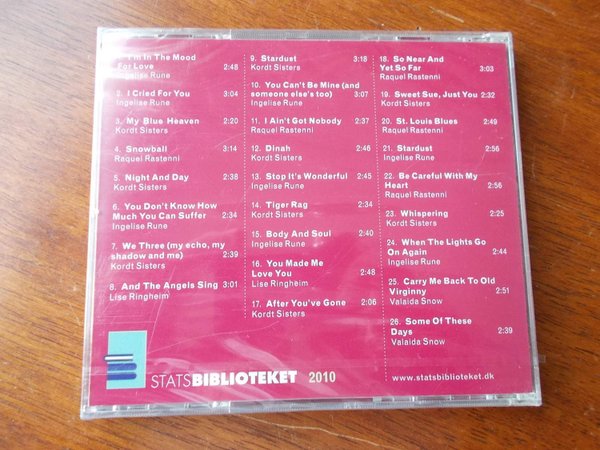 1. I'm In The Mood
For Love 2:48
Ingelise Rune
2. I Cried For You 3:04
Ingelise Rune
3. My Blue Heaven 2:20
Kordt Sisters
4. Snowball 3:14
Raquel Rastenni
5. Night And Day 2:38
Kordt Sisters
6. You Don't Know How
Much You Can Suffer 2:34
Ingelise Rune
7. We Three (my echo, my
shadow and me) 2:39
Kordt Sisters
8. And The Angels Sing 3:01
Lise Ringheim
9. Stardust 3:18
Kordt Sisters
10. You Can't Be Mine (and
someone else's too) 3:07
Ingelise Rune
11. I Ain't Got Nobody 2:37
Raquel Rastenni
12. Dinah 2:46
Kordt Sisters
13. Stop It's Wonderful 2:45
Ingelise Rune
14. Tiger Rag 2:34
Kordt Sisters
15. Body And Soul 2:40
Ingelise Rune
16. You Made Me
Love You 2:48
Lise Ringheim
17. After You've Gone 2:06
Kordt Sisters
18. So Near And
Yet So Far 3:03
Raquel Rastenni
19. Sweet Sue, Just You 2:32
Kordt Sisters
20. St. Louis Blues 2:49
Raquel Rastenni
21. Stardust 2:56
Ingelise Rune
22. Be Careful With My
Heart 2:56
Raquel Rastenni
23. Whispering 2:25
Kordt Sisters
24. When The Lights Go
On Again 2:44
Ingelise Rune
25. Carry Me Back To Old
Virginny 2:51
Valaida Snow
26. Some Of These
Days 2:39
Valaida Snow
STATSBIBLIOTEKET 2010
www.statsbiblioteket.dk